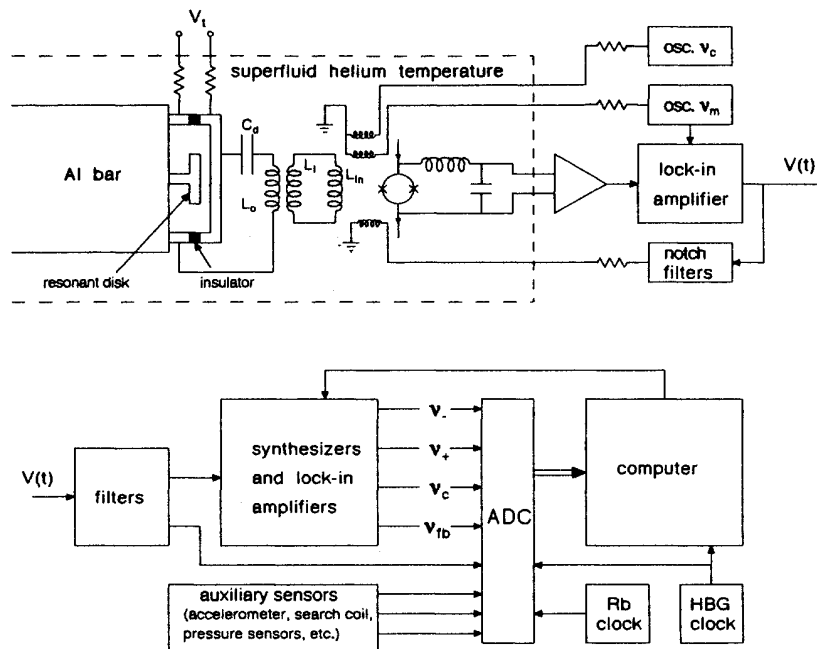 V_t
superfluid helium temperature
osc. ν_c
osc. ν_m
C_d
Al bar
L_o
L_i
L_in
lock-in
amplifier
V(t)
notch
filters
resonant disk
insulator
V(t)
filters
synthesizers
and lock-in
amplifiers
ν_-
ν_+
ν_c
ν_fb
ADC
computer
auxiliary sensors
(accelerometer, search coil,
pressure sensors, etc.)
Rb
clock
HBG
clock